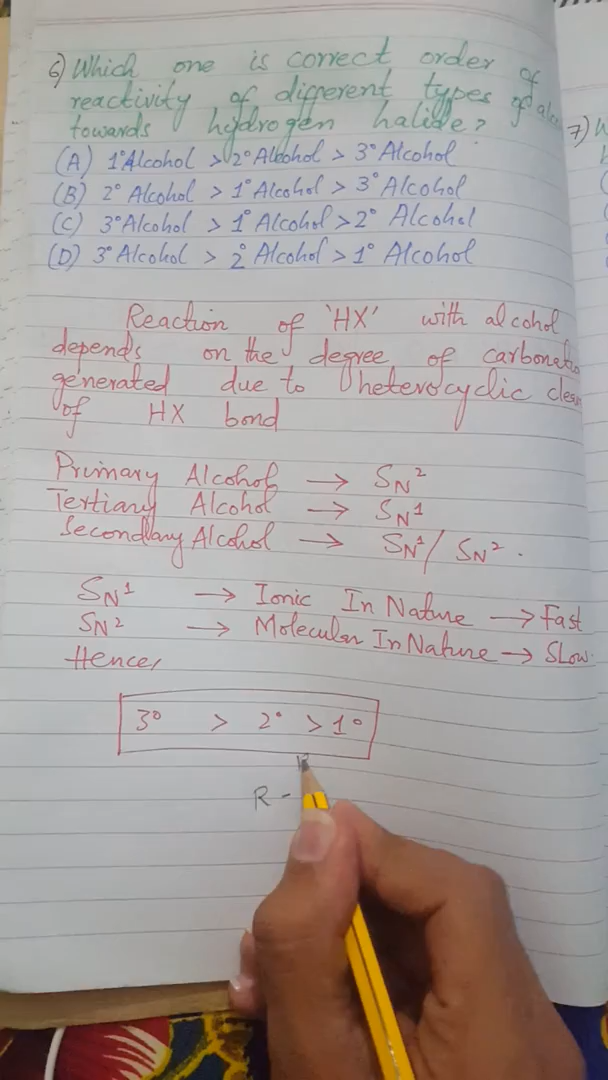 6) Which one is correct order of
reactivity of different types of alco
towards hydrogen halide?
(A) 1° Alcohol > 2° Alcohol > 3° Alcohol
(B) 2° Alcohol > 1° Alcohol > 3° Alcohol
(C) 3° Alcohol > 1° Alcohol > 2° Alcohol
(D) 3° Alcohol > 2° Alcohol > 1° Alcohol
7) W
Reaction of 'HX' with alcohol
depends on the degree of
generated due to heterocyclic
of HX bond
Primary Alcohol → SN2
Tertiary Alcohol → SN1
Secondary Alcohol → SN1/ SN2.
SN1 → Ionic In Nature → Fast
SN2 → Molecular In Nature → Slow.
Hence,
3° > 2° > 1°
R -